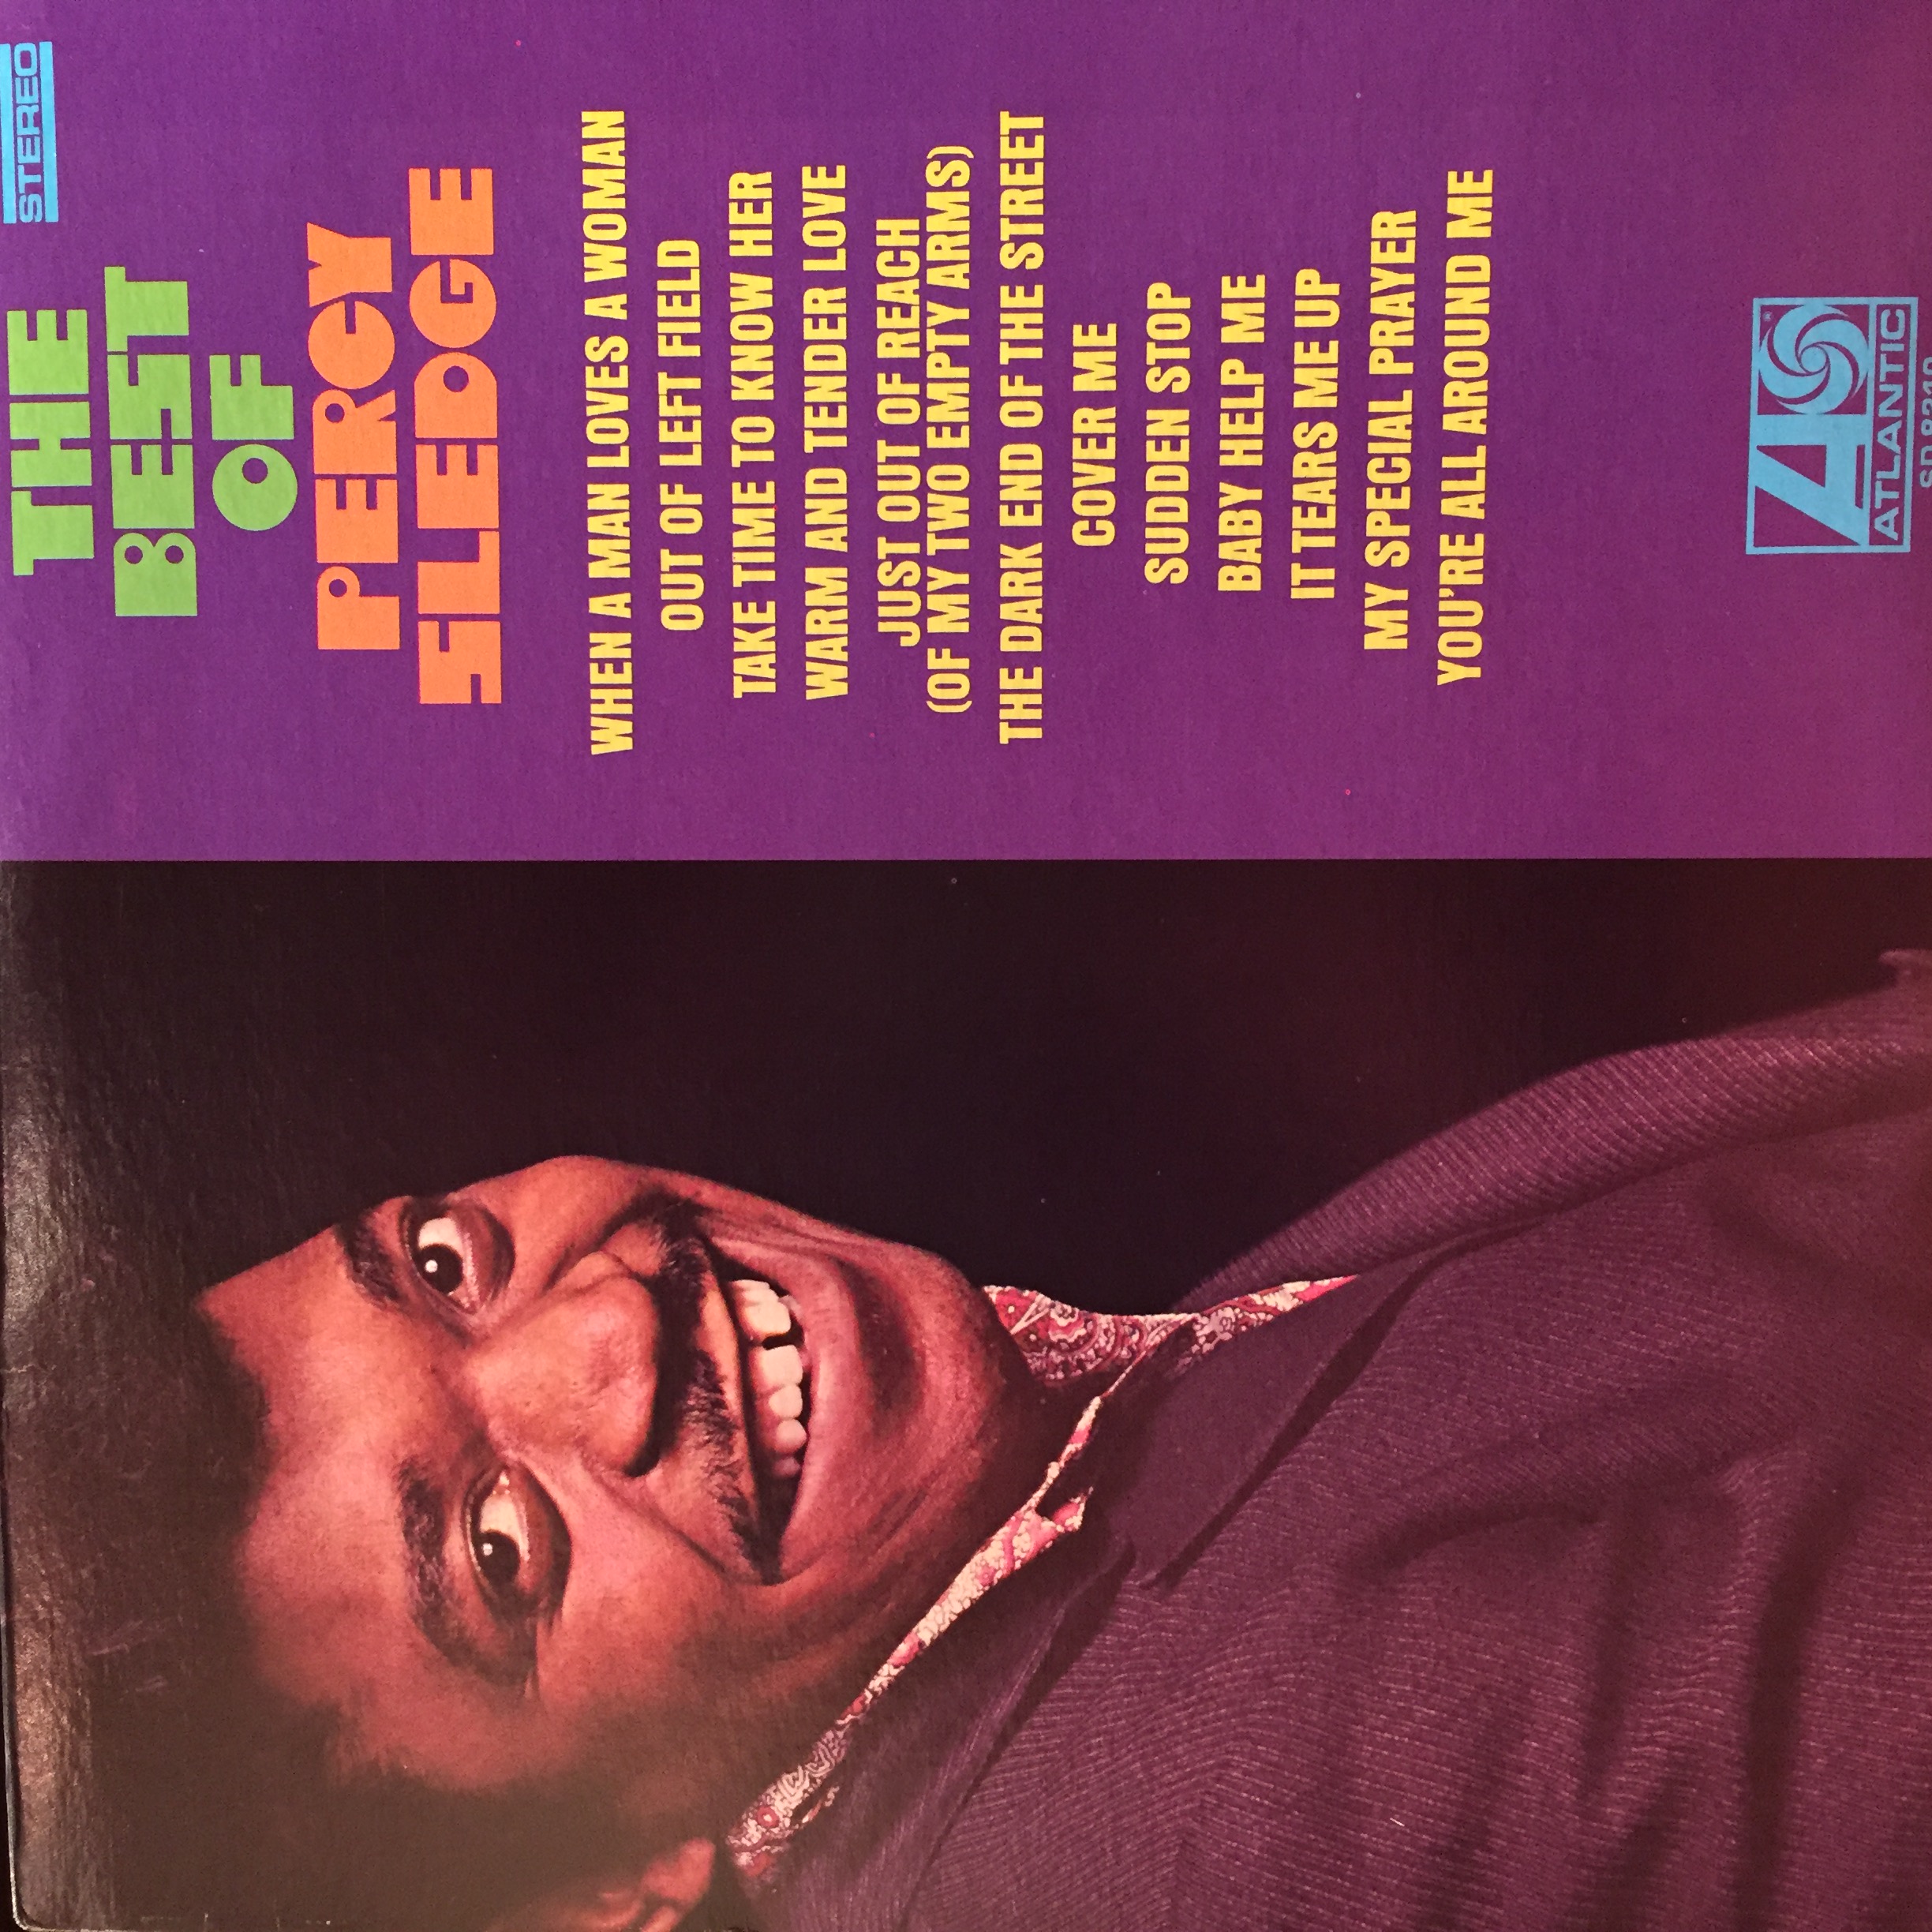 STEREO
THE
BEST
OF
PERCY
SLEDGE
WHEN A MAN LOVES A WOMAN
OUT OF LEFT FIELD
TAKE TIME TO KNOW HER
WARM AND TENDER LOVE
JUST OUT OF REACH
(OF MY TWO EMPTY ARMS)
THE DARK END OF THE STREET
COVER ME
SUDDEN STOP
BABY HELP ME
IT TEARS ME UP
MY SPECIAL PRAYER
YOU'RE ALL AROUND ME
ATLANTIC